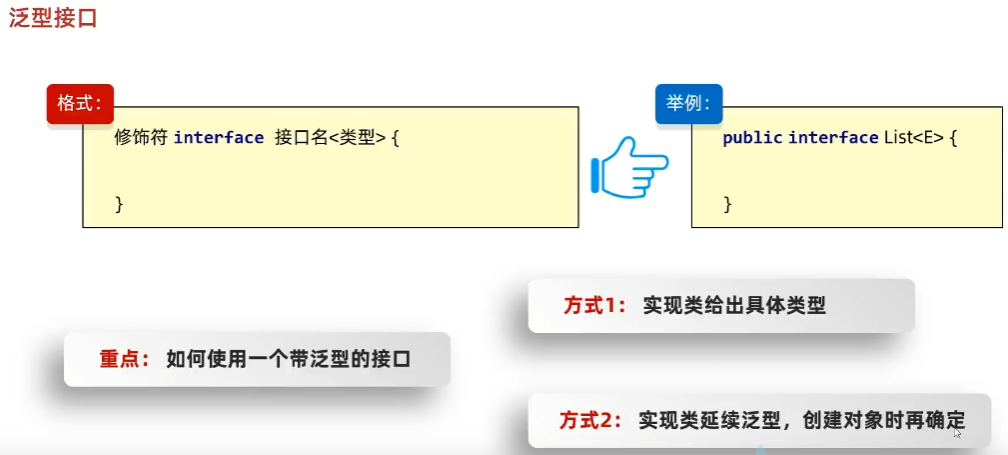 泛型接口
格式：
修饰符 interface 接口名<类型> {
}
举例：
public interface List<E> {
}
重点： 如何使用一个带泛型的接口
方式1： 实现类给出具体类型
方式2： 实现类延续泛型，创建对象时再确定